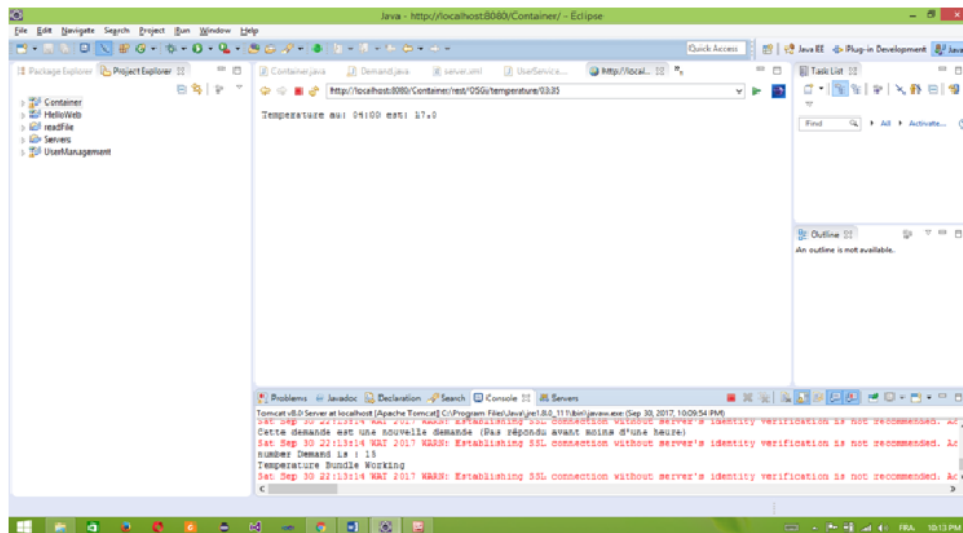 Java - http://localhost:8080/Container/ - Eclipse
File Edit Navigate Search Project Run Window Help
Quick Access
Java EE
Plug-in Development
Java
Package Explorer
Project Explorer
Container
HelloWeb
readFile
Servers
UserManagement
Container.java
Demand.java
server.xml
UserService...
http://local...
http://localhost:8080/Container/rest/OSGi/temperature/03:35
Temperature au: 04:00 est: 17.0
Task List
Find
All
Activate...
Outline
An outline is not available.
Problems Javadoc Declaration Search Console Servers
Tomcat v8.0 Server at localhost [Apache Tomcat] C:\Program Files\Java\jre1.8.0_111\bin\javaw.exe (Sep 30, 2017, 10:09:54 PM)
Sat Sep 30 22:13:14 WAT 2017 WARN: Establishing SSL connection without server's identity verification is not recommended. Ac
Cette demande est une nouvelle demande (Pas répondu avant moins d'une heure)
Sat Sep 30 22:13:14 WAT 2017 WARN: Establishing SSL connection without server's identity verification is not recommended. Ac
number Demand is : 15
Temperature Bundle Working
Sat Sep 30 22:13:14 WAT 2017 WARN: Establishing SSL connection without server's identity verification is not recommended. Ac
FRA
10:13 PM